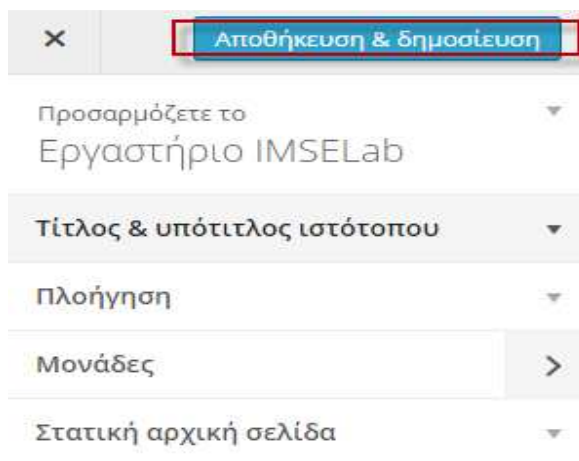 Αποθήκευση & δημοσίευση
Προσαρμόζετε το
Εργαστήριο IMSELab
Τίτλος & υπότιτλος ιστότοπου
Πλοήγηση
Μονάδες
Στατική αρχική σελίδα